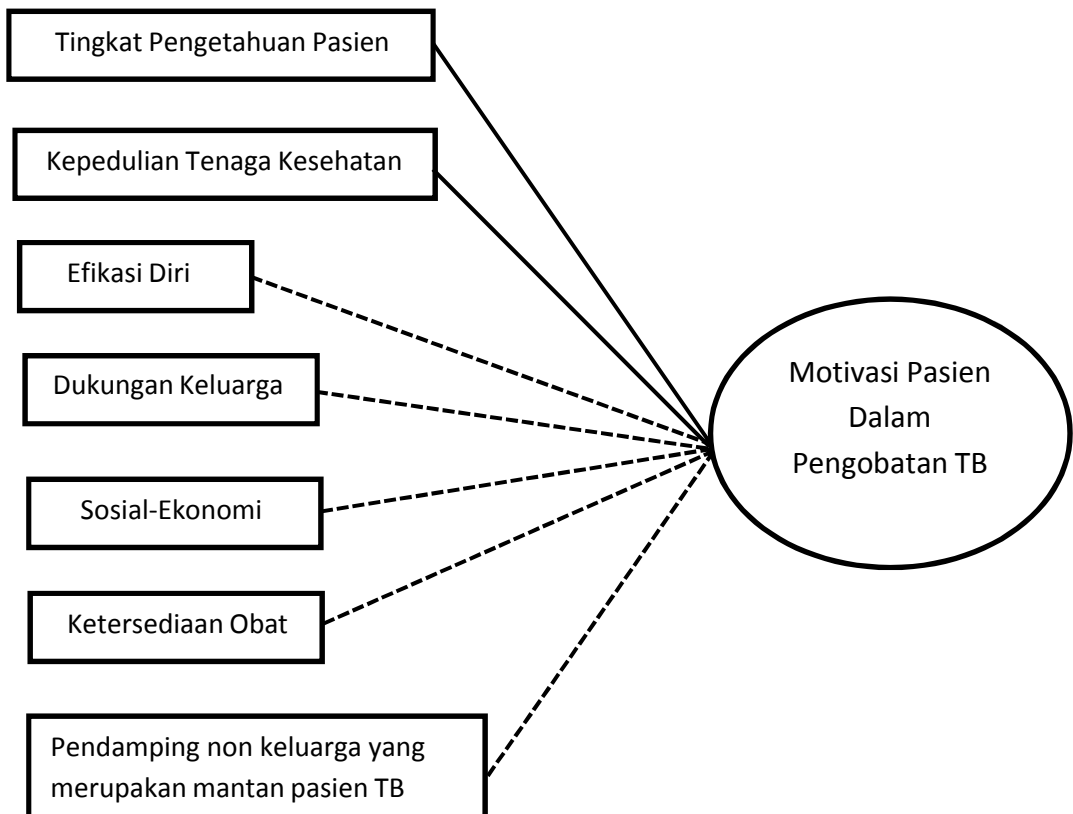 Tingkat Pengetahuan Pasien
Kepedulian Tenaga Kesehatan
Efikasi Diri
Dukungan Keluarga
Sosial-Ekonomi
Ketersediaan Obat
Pendamping non keluarga yang
merupakan mantan pasien TB
Motivasi Pasien
Dalam
Pengobatan TB